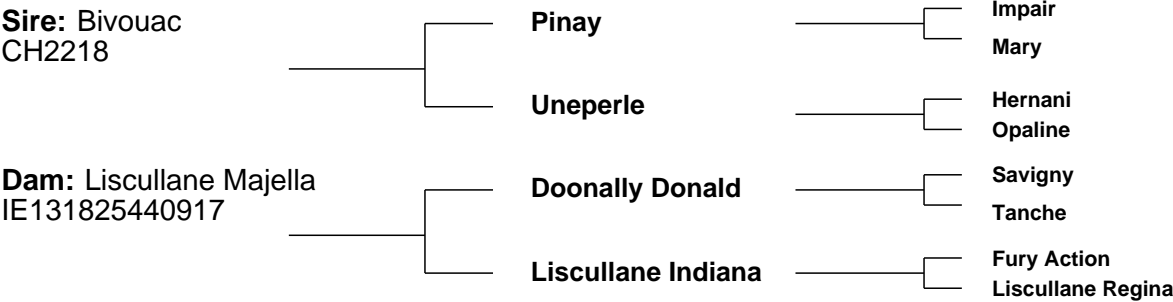 Sire: Bivouac
CH2218
Pinay
Impair
Mary
Uneperle
Hernani
Opaline
Dam: Liscullane Majella
IE131825440917
Doonally Donald
Savigny
Tanche
Liscullane Indiana
Fury Action
Liscullane Regina